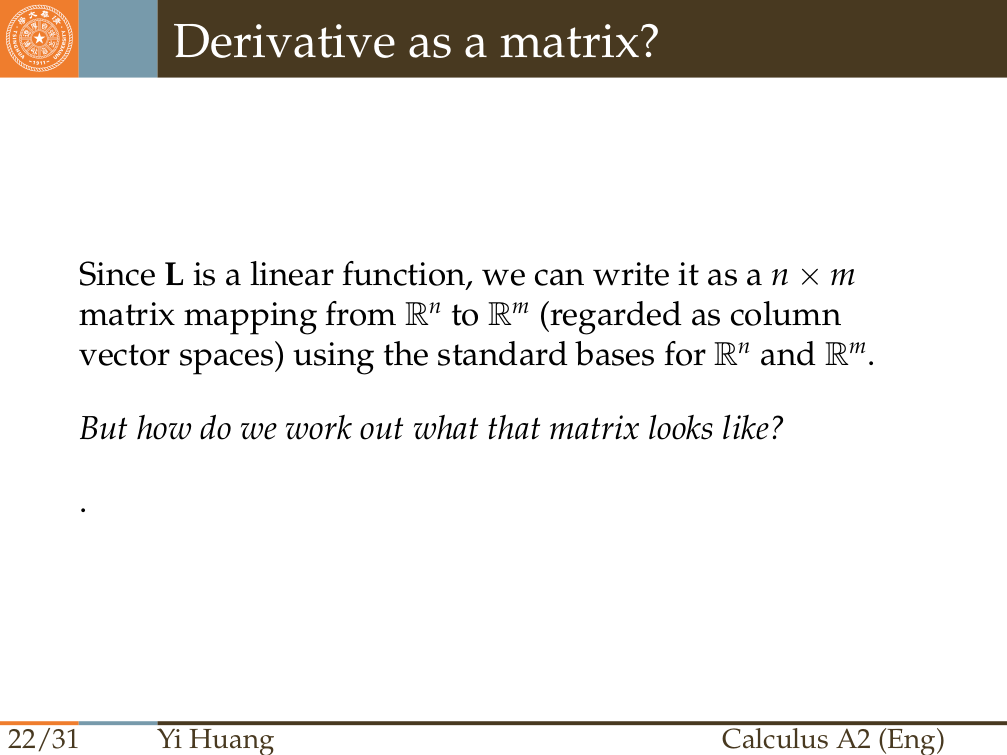 Derivative as a matrix?
Since L is a linear function, we can write it as a n × m
matrix mapping from ℝⁿ to ℝᵐ (regarded as column
vector spaces) using the standard bases for ℝⁿ and ℝᵐ.
But how do we work out what that matrix looks like?
.
22/31 Yi Huang Calculus A2 (Eng)